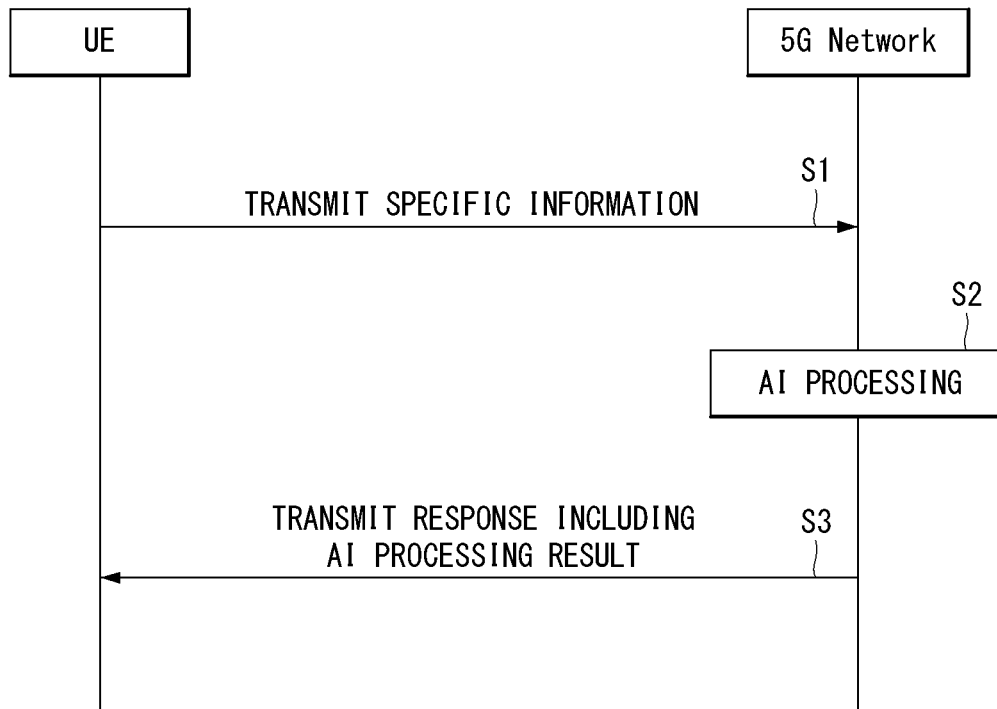 UE
5G Network
S1
TRANSMIT SPECIFIC INFORMATION
S2
AI PROCESSING
TRANSMIT RESPONSE INCLUDING
AI PROCESSING RESULT
S3